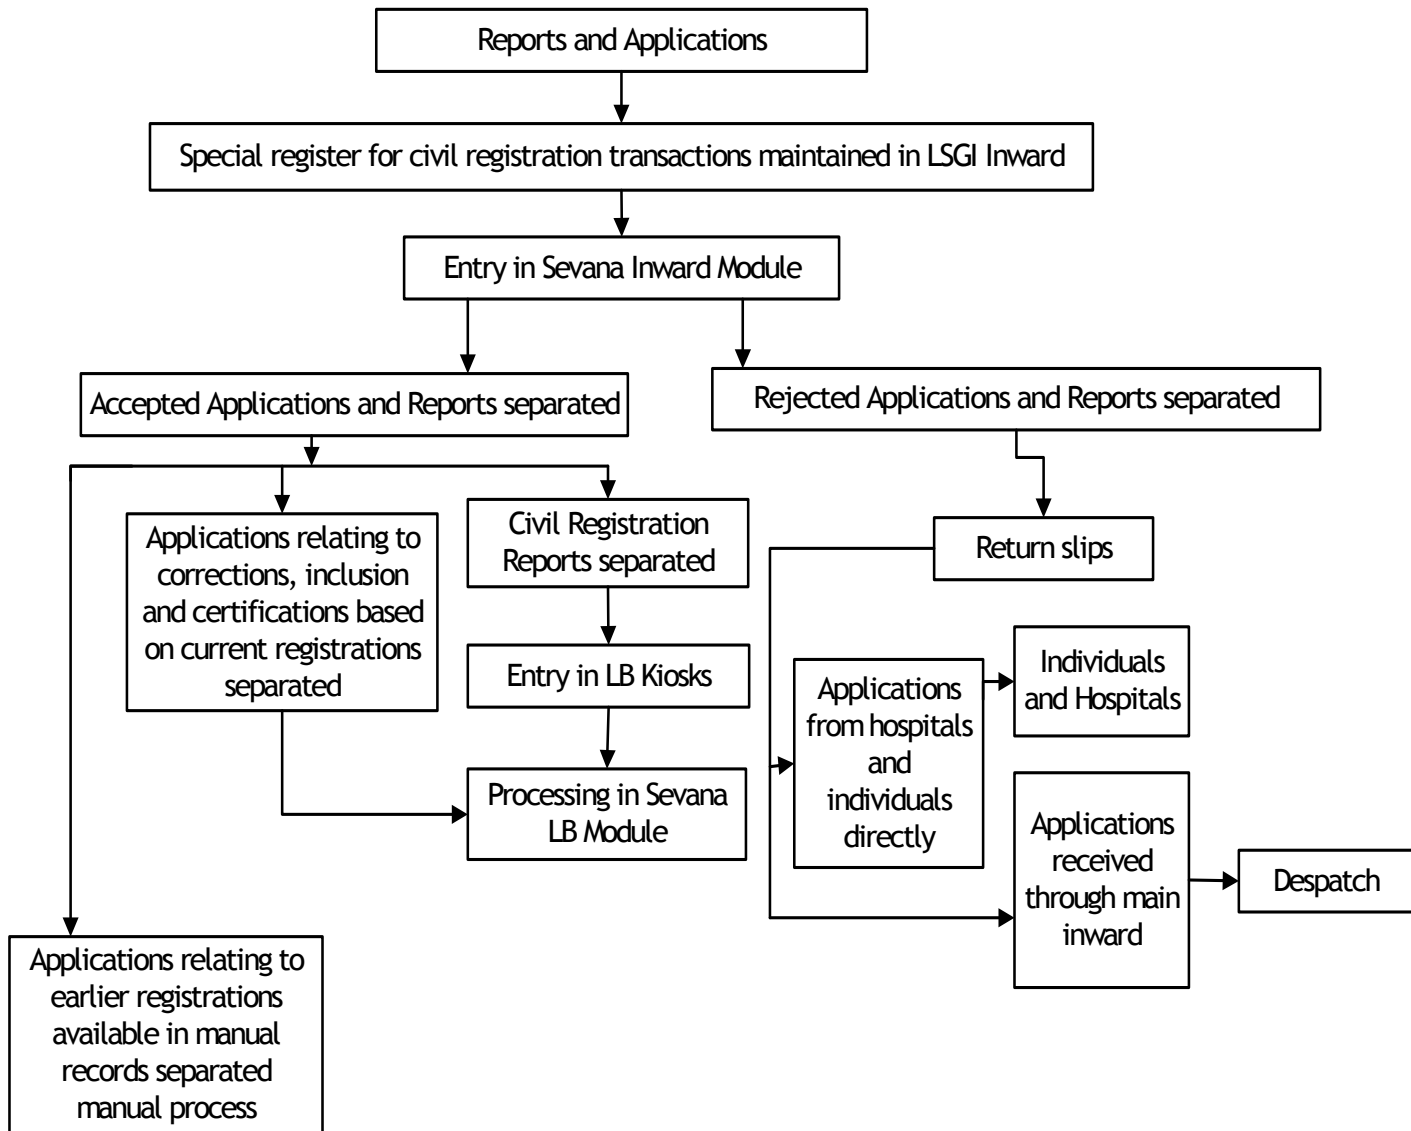 Reports and Applications
Special register for civil registration transactions maintained in LSGI Inward
Entry in Sevana Inward Module
Accepted Applications and Reports separated
Rejected Applications and Reports separated
Applications relating to
corrections, inclusion
and certifications based
on current registrations
separated
Civil Registration
Reports separated
Return slips
Entry in LB Kiosks
Applications
from hospitals
and
individuals
directly
Individuals
and Hospitals
Processing in Sevana
LB Module
Applications
received
through main
inward
Despatch
Applications relating to
earlier registrations
available in manual
records separated
manual process